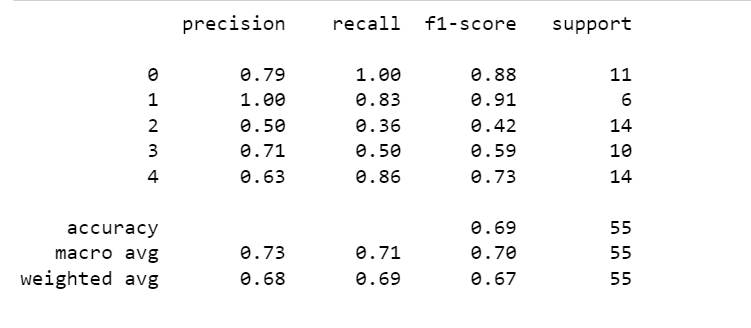 precision recall f1-score support
0 0.79 1.00 0.88 11
1 1.00 0.83 0.91 6
2 0.50 0.36 0.42 14
3 0.71 0.50 0.59 10
4 0.63 0.86 0.73 14
accuracy 0.69 55
macro avg 0.73 0.71 0.70 55
weighted avg 0.68 0.69 0.67 55